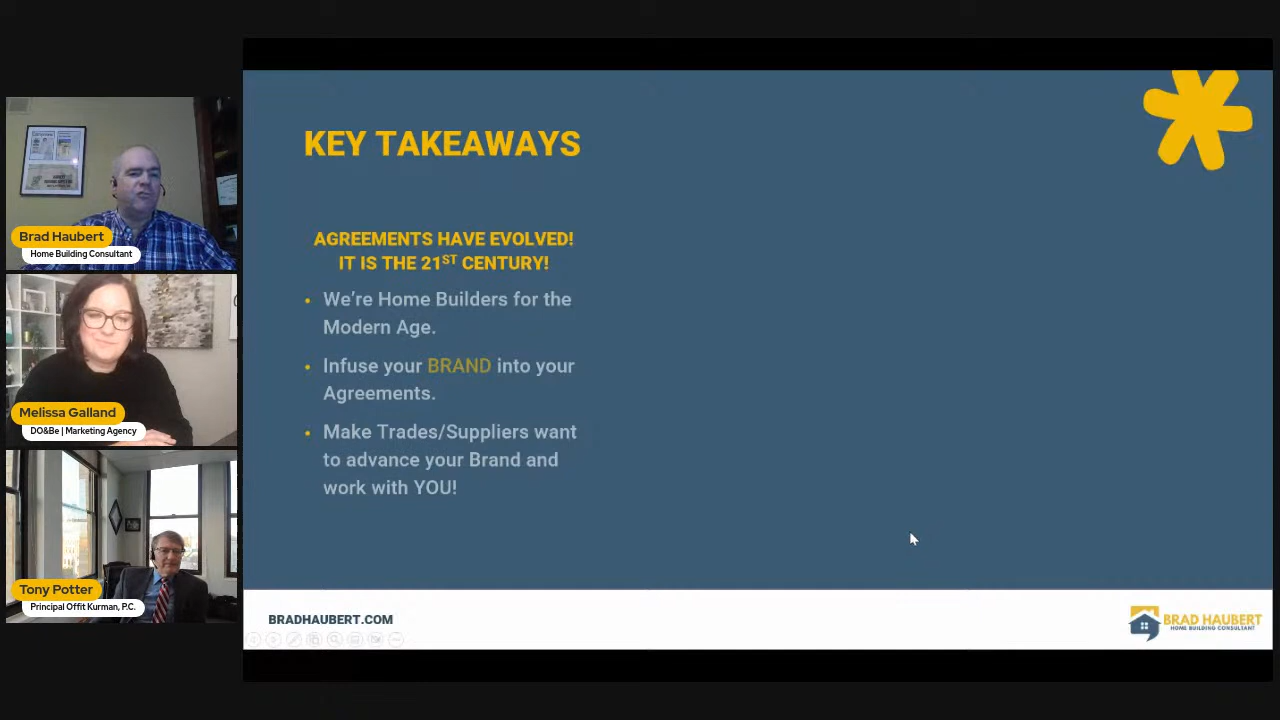 Brad Haubert
Home Building Consultant
Melissa Galland
DO&Be | Marketing Agency
Tony Potter
Principal Offit Kurman, P.C.
KEY TAKEAWAYS
AGREEMENTS HAVE EVOLVED!
IT IS THE 21ST CENTURY!
• We’re Home Builders for the
Modern Age.
• Infuse your BRAND into your
Agreements.
• Make Trades/Suppliers want
to advance your Brand and
work with YOU!
BRADHAUBERT.COM
BRAD HAUBERT
HOME BUILDING CONSULTANT